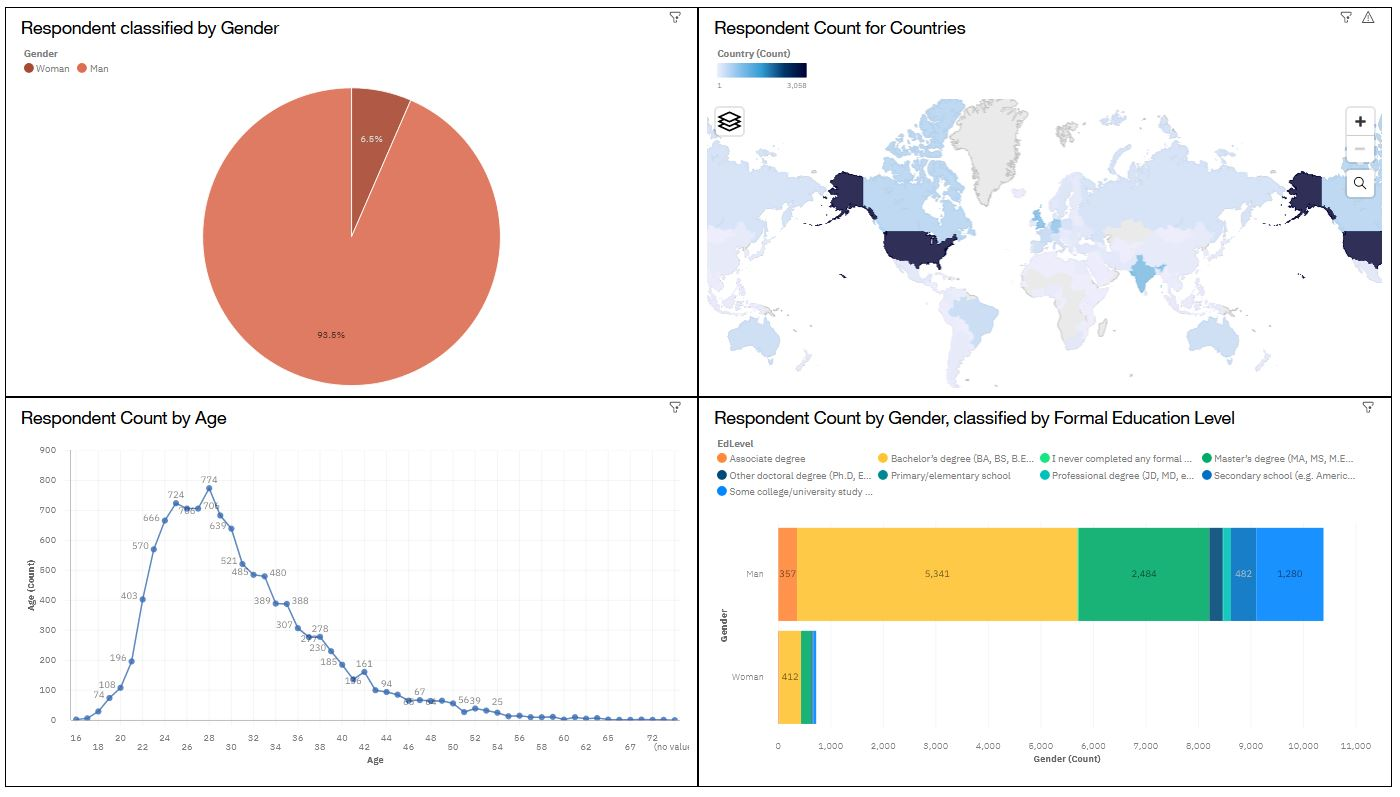 Respondent classified by Gender
Gender
Woman Man
6.5%
93.5%
Respondent Count for Countries
Country (Count)
1 3,058
Respondent Count by Age
Age (Count)
900
800
700
600
500
400
300
200
100
0
74 108 196 403 570 666 724 774 639 521 485 480 389 388 307 278 230 185 161 94 67 56 39 25
16 20 24 28 32 36 40 44 48 52 56 60 64 72
18 22 26 30 34 38 42 46 50 54 58 62 67 (no value
Age
Respondent Count by Gender, classified by Formal Education Level
EdLevel
Associate degree Bachelor's degree (BA, BS, B.E... I never completed any formal ... Master's degree (MA, MS, M.E...
Other doctoral degree (Ph.D, E... Primary/elementary school Professional degree (JD, MD, e... Secondary school (e.g. Americ...
Some college/university study ...
Gender
Man 357 5,341 2,484 482 1,280
Woman 412
0 1,000 2,000 3,000 4,000 5,000 6,000 7,000 8,000 9,000 10,000 11,000
Gender (Count)